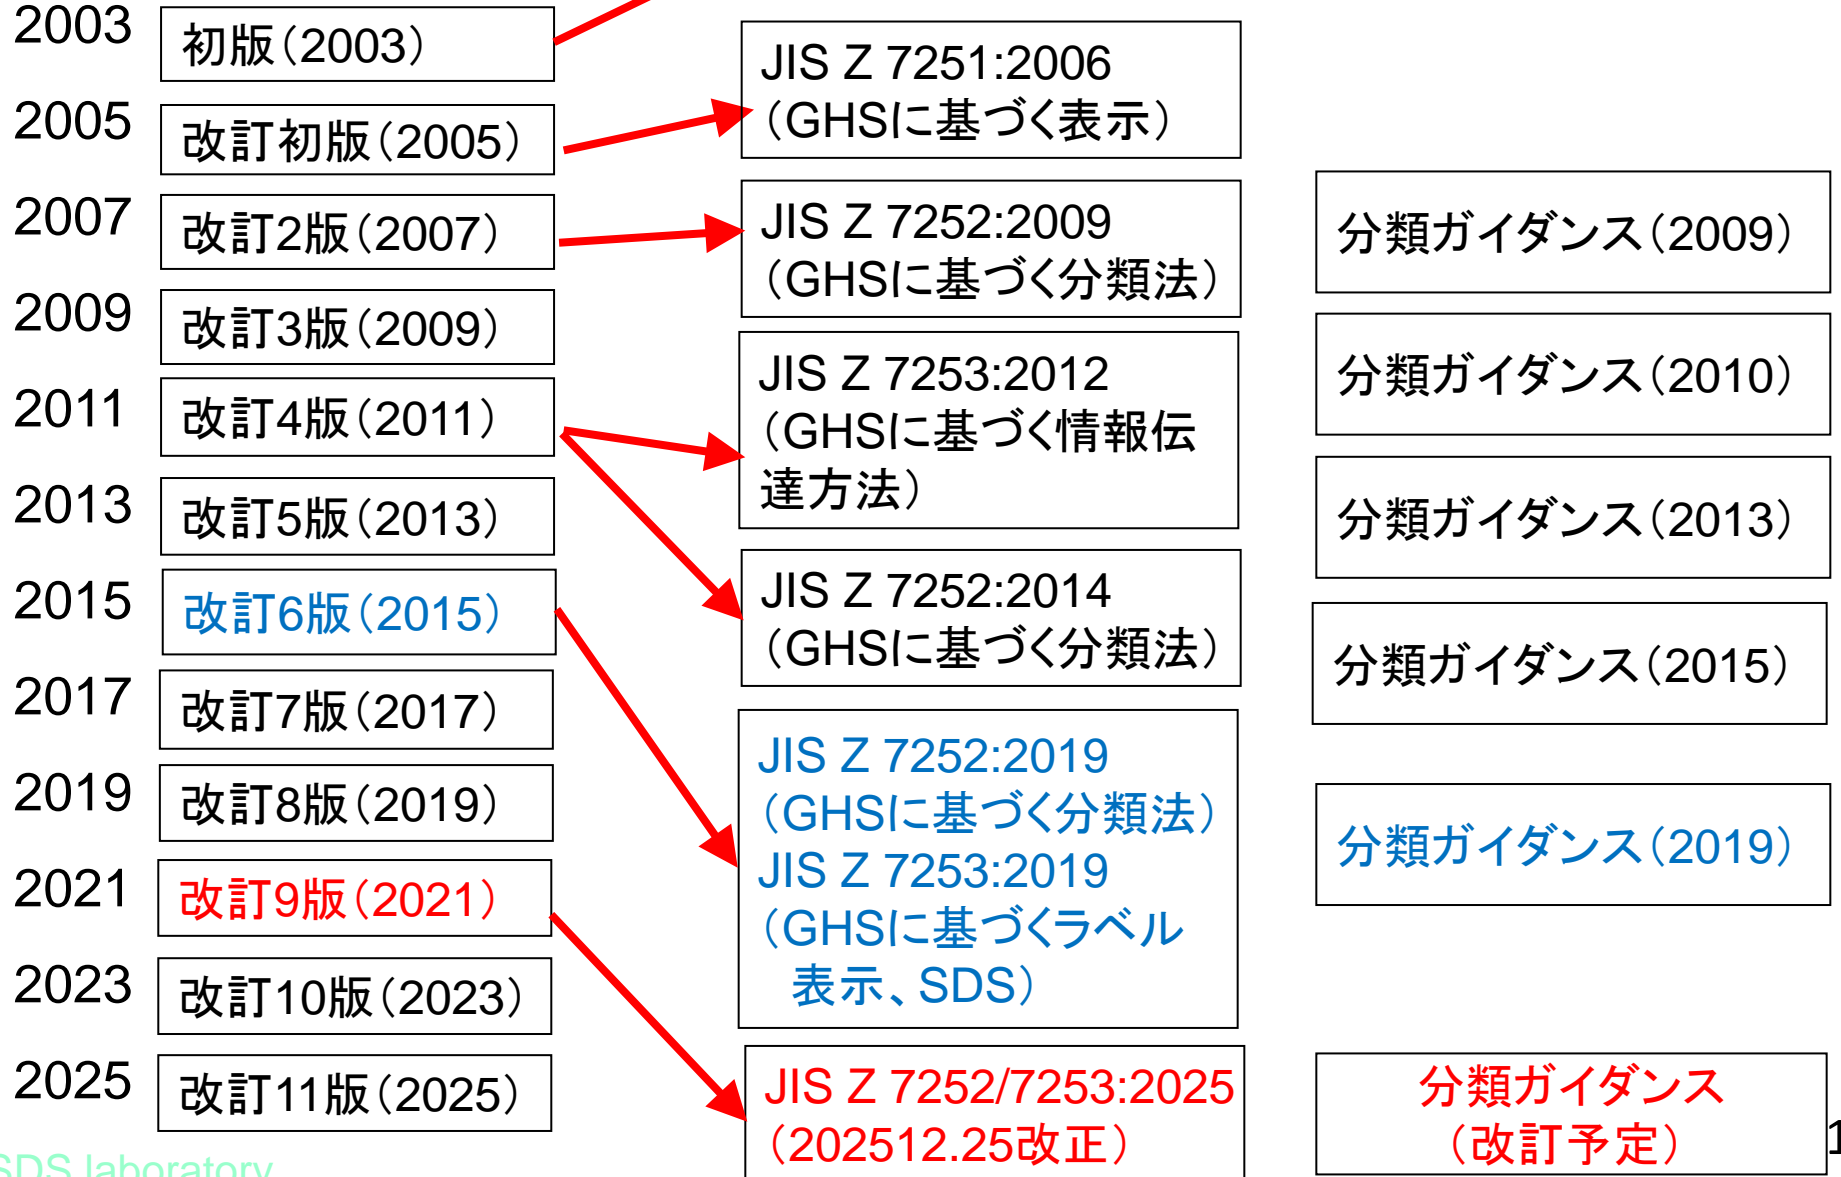 2003
初版（2003）
2005
改訂初版（2005）
2007
改訂2版（2007）
2009
改訂3版（2009）
2011
改訂4版（2011）
2013
改訂5版（2013）
2015
改訂6版（2015）
2017
改訂7版（2017）
2019
改訂8版（2019）
2021
改訂9版（2021）
2023
改訂10版（2023）
2025
改訂11版（2025）
JIS Z 7251:2006
（GHSに基づく表示）
JIS Z 7252:2009
（GHSに基づく分類法）
JIS Z 7253:2012
（GHSに基づく情報伝
達方法）
JIS Z 7252:2014
（GHSに基づく分類法）
JIS Z 7252:2019
（GHSに基づく分類法）
JIS Z 7253:2019
（GHSに基づくラベル
表示、SDS）
JIS Z 7252/7253:2025
（202512.25改正）
分類ガイダンス（2009）
分類ガイダンス（2010）
分類ガイダンス（2013）
分類ガイダンス（2015）
分類ガイダンス（2019）
分類ガイダンス
（改訂予定）
SDS laboratory